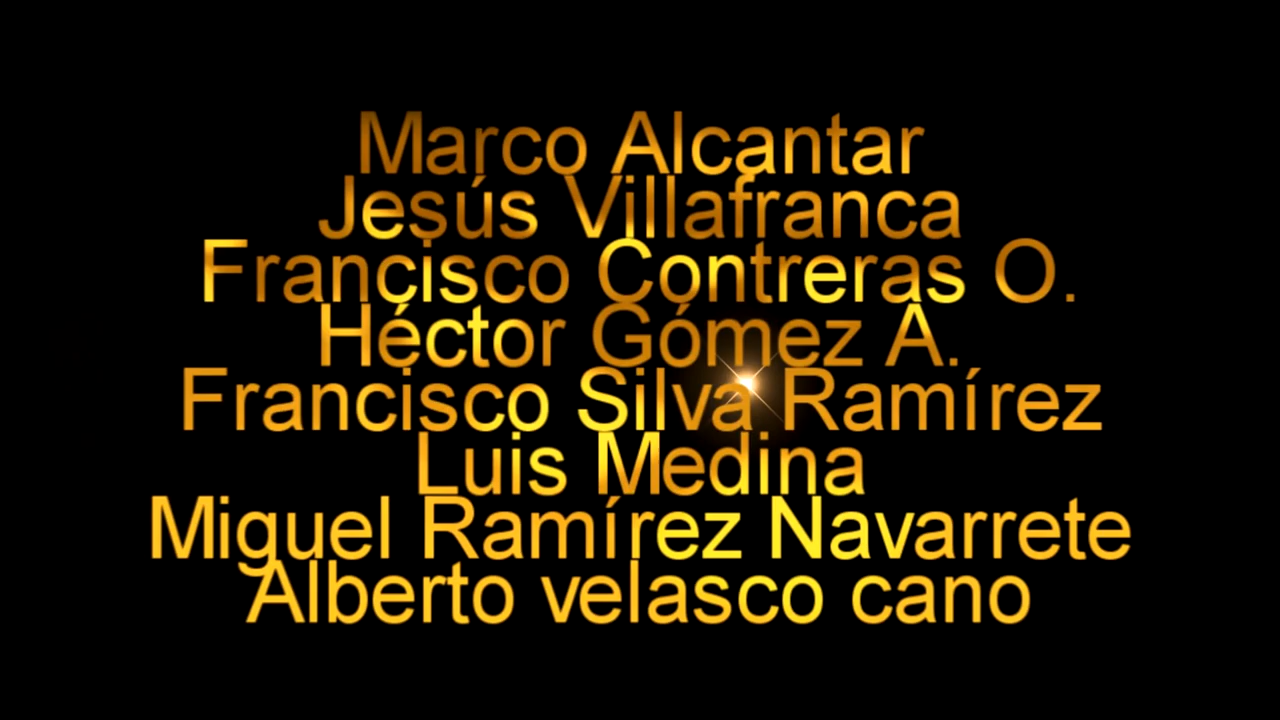 Marco Alcantar
Jesús Villafranca
Francisco Contreras O.
Héctor Gómez A.
Francisco Silva Ramírez
Luis Medina
Miguel Ramírez Navarrete
Alberto velasco cano